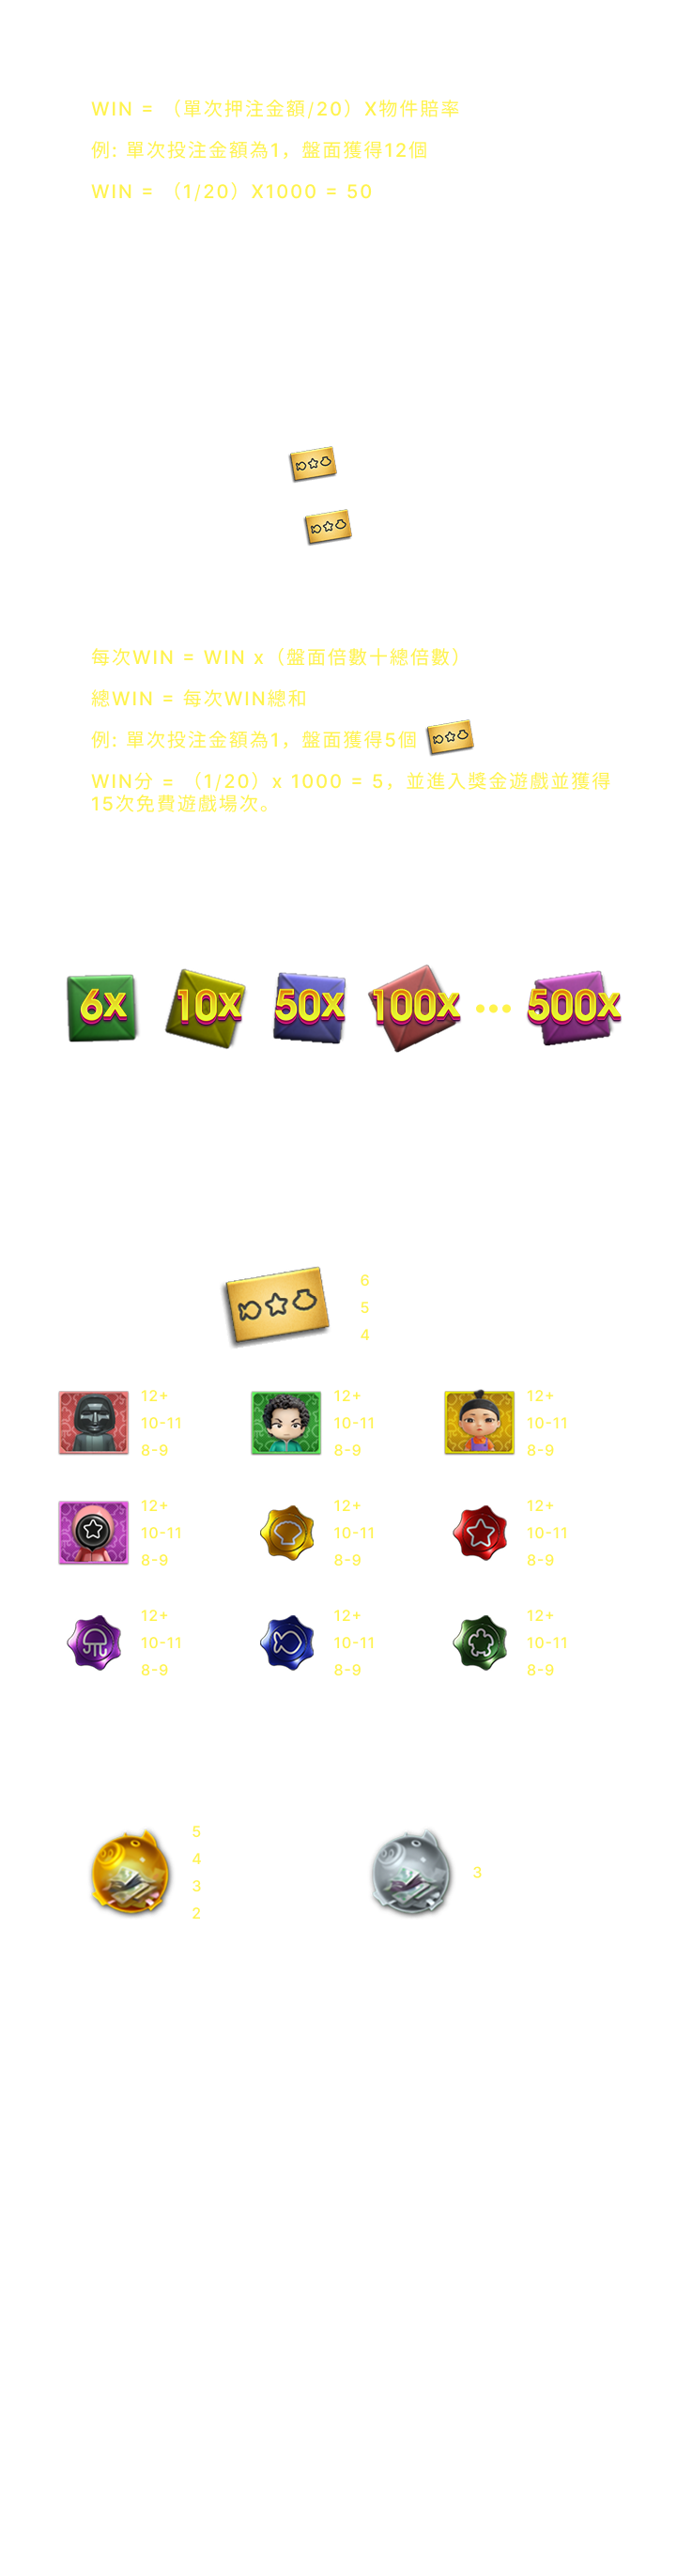 WIN = （單次押注金額/20）X物件賠率
例: 單次投注金額為1，盤面獲得12個
WIN = （1/20）X1000 = 50
每次WIN = WIN x（盤面倍數十總倍數）
總WIN = 每次WIN總和
例: 單次投注金額為1，盤面獲得5個
WIN分 = （1/20）x 1000 = 5，並進入獎金遊戲並獲得
15次免費遊戲場次。
6x 10x 50x 100x ••• 500x
6
5
4
12+ 12+ 12+
10-11 10-11 10-11
8-9 8-9 8-9
12+ 12+ 12+
10-11 10-11 10-11
8-9 8-9 8-9
12+ 12+ 12+
10-11 10-11 10-11
8-9 8-9 8-9
5
4
3
2
3